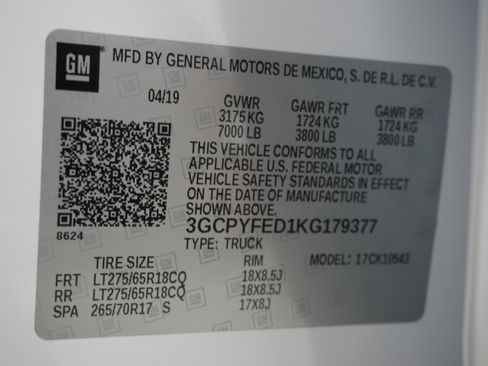 GM MFD BY GENERAL MOTORS DE MEXICO, S. DE R.L. DE C.V.
04/19 GVWR GAWR FRT GAWR RR
3175 KG 1724 KG 1724 KG
7000 LB 3800 LB 3800 LB
THIS VEHICLE CONFORMS TO ALL
APPLICABLE U.S. FEDERAL MOTOR
VEHICLE SAFETY STANDARDS IN EFFECT
ON THE DATE OF MANUFACTURE
SHOWN ABOVE.
8624 3GCPYFED1KG179377
TYPE: TRUCK
TIRE SIZE RIM 17CK10543
FRT LT275/65R18CQ 18X8.5J
RR LT275/65R18CQ 18X8.5J
SPA 265/70R17 S 17X8J